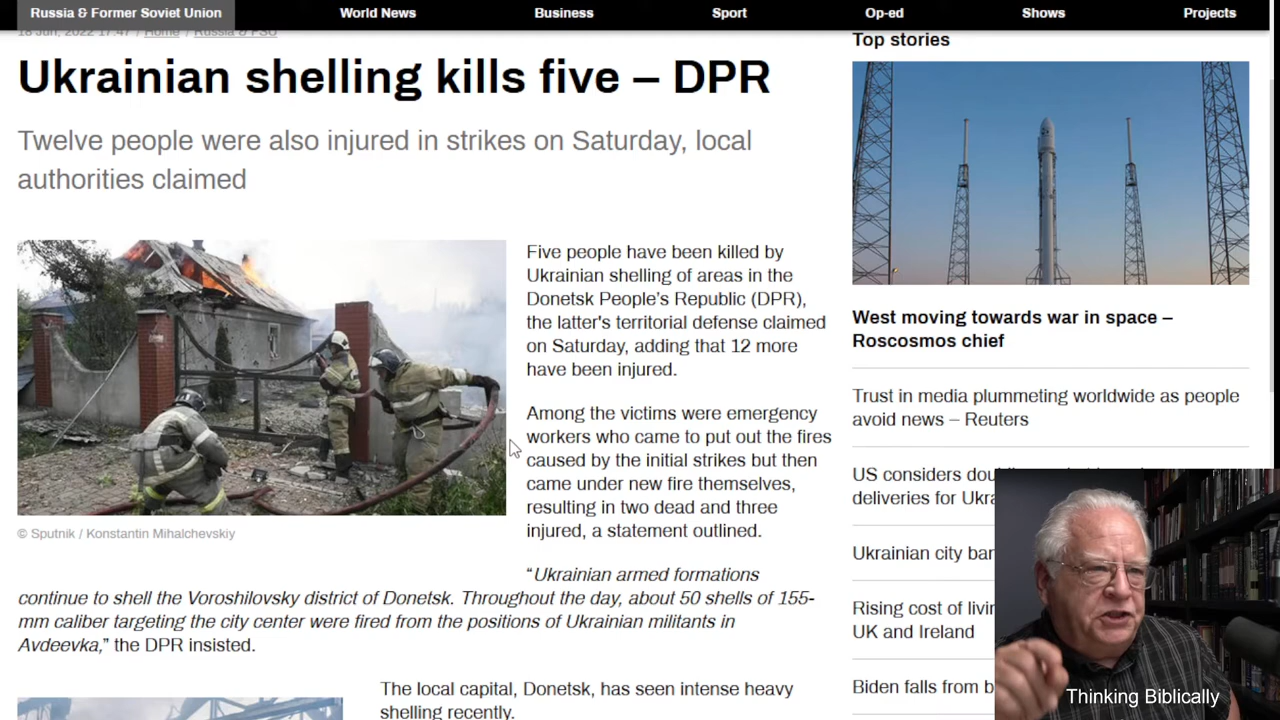 Russia & Former Soviet Union
World News
Business
Sport
Op-ed
Shows
Projects
18 Jun, 2022 17:47 / Home / Russia & FSU
Ukrainian shelling kills five – DPR
Twelve people were also injured in strikes on Saturday, local
authorities claimed
© Sputnik / Konstantin Mihalchevskiy
Five people have been killed by
Ukrainian shelling of areas in the
Donetsk People's Republic (DPR),
the latter's territorial defense claimed
on Saturday, adding that 12 more
have been injured.
Among the victims were emergency
workers who came to put out the fires
caused by the initial strikes but then
came under new fire themselves,
resulting in two dead and three
injured, a statement outlined.
“Ukrainian armed formations
continue to shell the Voroshilovsky district of Donetsk. Throughout the day, about 50 shells of 155-
mm caliber targeting the city center were fired from the positions of Ukrainian militants in
Avdeevka,” the DPR insisted.
The local capital, Donetsk, has seen intense heavy
shelling recently.
Top stories
West moving towards war in space –
Roscosmos chief
Trust in media plummeting worldwide as people
avoid news – Reuters
US considers
deliveries for
Ukrainian city
Rising cost of
UK and Ireland
Biden falls from
Thinking Biblically